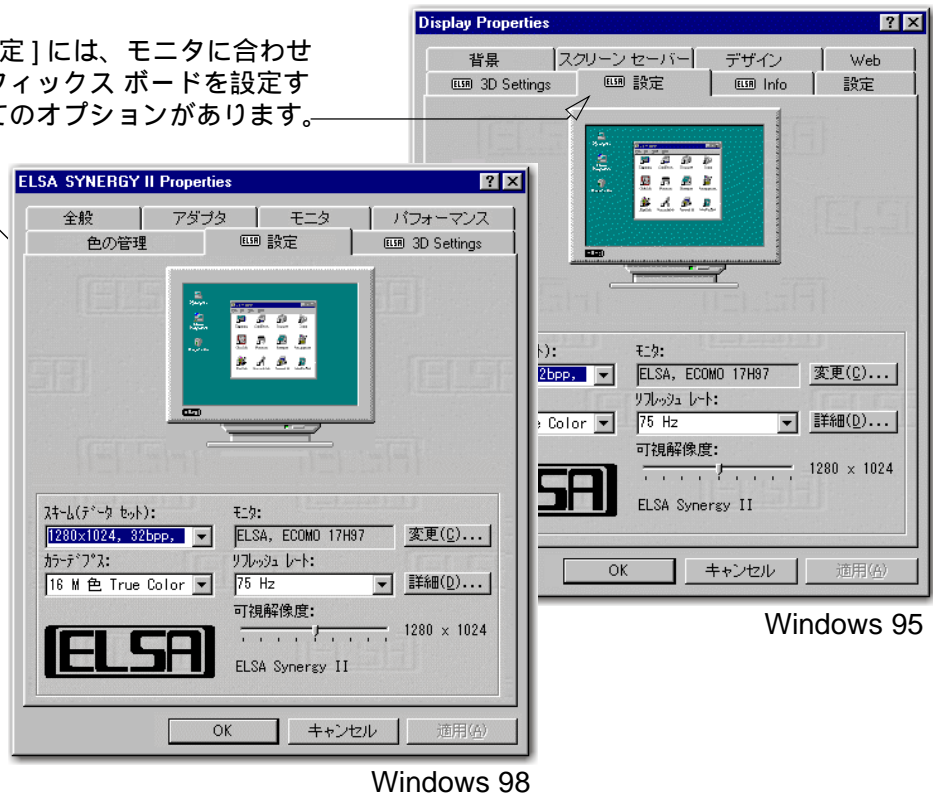 定 ] には、モニタに合わせ
フィックス ボードを設定す
てのオプションがあります。
Display Properties
背景 スクリーン セーバー デザイン Web
ELSA 3D Settings ELSA 設定 ELSA Info 設定
ト):
モニタ:
2bpp, ELSA, ECOMO 17H97 変更(C)...
リフレッシュ レート:
e Color 75 Hz 詳細(D)...
可視解像度:
1280 x 1024
ELSA Synergy II
OK キャンセル 適用(A)
Windows 95
ELSA SYNERGY II Properties
全般 アダプタ モニタ パフォーマンス
色の管理 ELSA 設定 ELSA 3D Settings
スキーム(データ セット): モニタ:
1280x1024, 32bpp, ELSA, ECOMO 17H97 変更(C)...
カラーデプス: リフレッシュ レート:
16 M 色 True Color 75 Hz 詳細(D)...
可視解像度:
1280 x 1024
ELSA
ELSA Synergy II
OK キャンセル 適用(A)
Windows 98